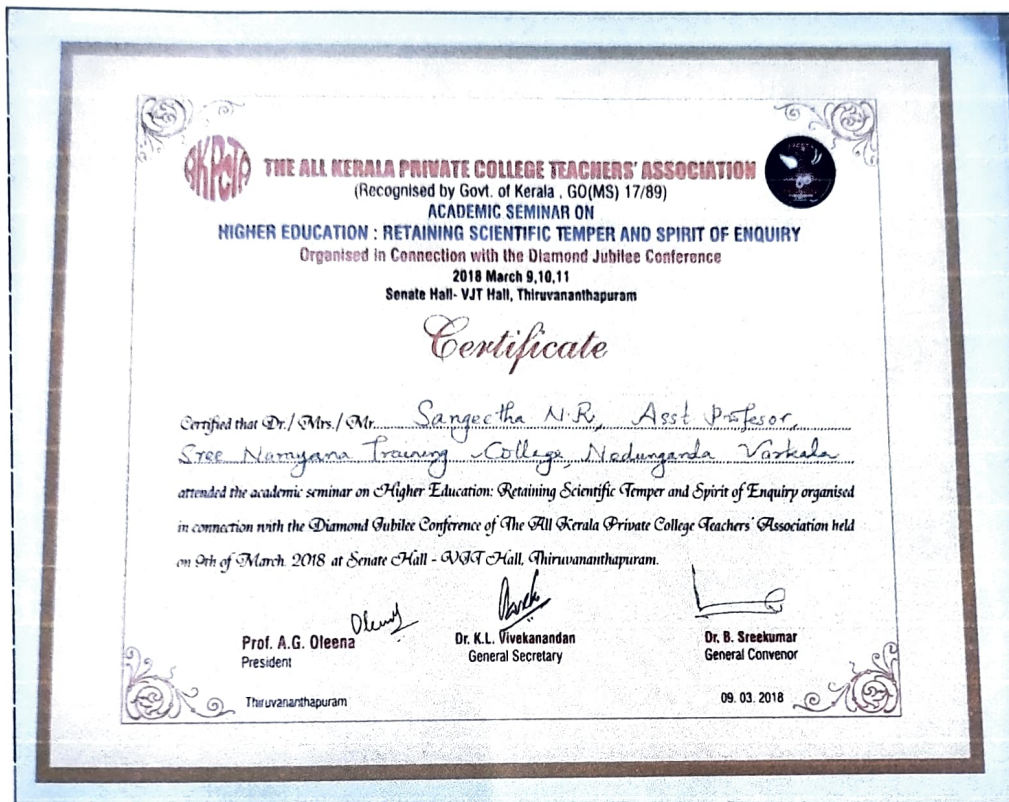 AKPCTA
THE ALL KERALA PRIVATE COLLEGE TEACHERS' ASSOCIATION
(Recognised by Govt. of Kerala , GO(MS) 17/89)
ACADEMIC SEMINAR ON
HIGHER EDUCATION : RETAINING SCIENTIFIC TEMPER AND SPIRIT OF ENQUIRY
Organised in Connection with the Diamond Jubilee Conference
2018 March 9,10,11
Senate Hall- VJT Hall, Thiruvananthapuram
Certificate
Certified that Dr./Mrs./Mr. Sangeetha N.R, Asst Profesor,
Sree Narayana Training College, Nedunganda Varkala
attended the academic seminar on Higher Education: Retaining Scientific Temper and Spirit of Enquiry organised
in connection with the Diamond Jubilee Conference of The All Kerala Private College Teachers' Association held
on 9th of March. 2018 at Senate Hall - VJT Hall, Thiruvananthapuram.
Prof. A.G. Oleena
President
Dr. K.L. Vivekanandan
General Secretary
Dr. B. Sreekumar
General Convenor
Thiruvananthapuram
09. 03. 2018